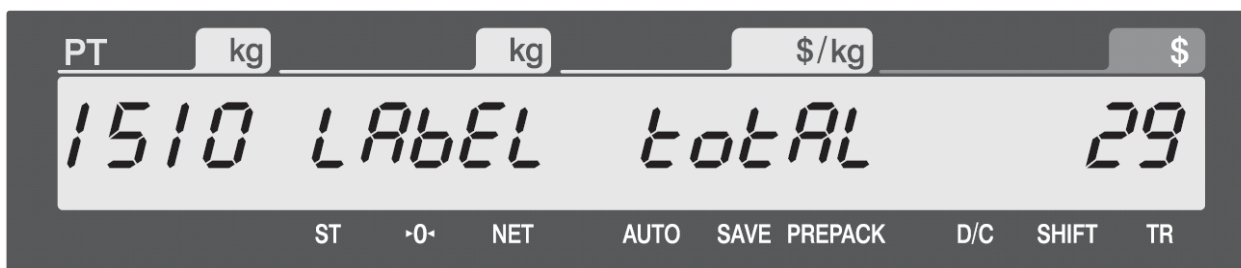 PT kg kg $/kg $
1510 LAbEL totAL 29
ST ▸0◂ NET AUTO SAVE PREPACK D/C SHIFT TR